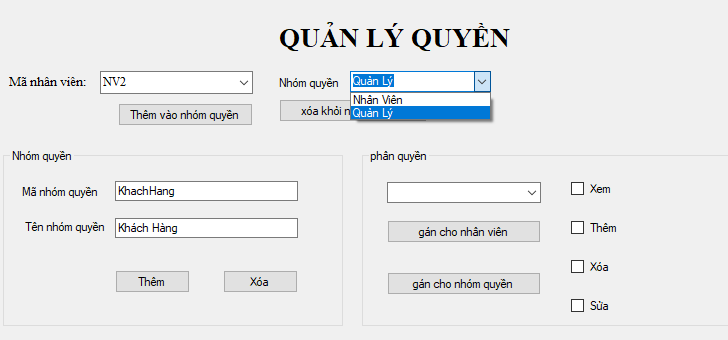 QUẢN LÝ QUYỀN
Mã nhân viên: NV2 Nhóm quyền Quản Lý
Nhân Viên
Quản Lý
Thêm vào nhóm quyền xóa khỏi
Nhóm quyền
phân quyền
Mã nhóm quyền KhachHang
Xem
Tên nhóm quyền Khách Hàng
gán cho nhân viên
Thêm
Thêm Xóa
Xóa
gán cho nhóm quyền
Sửa